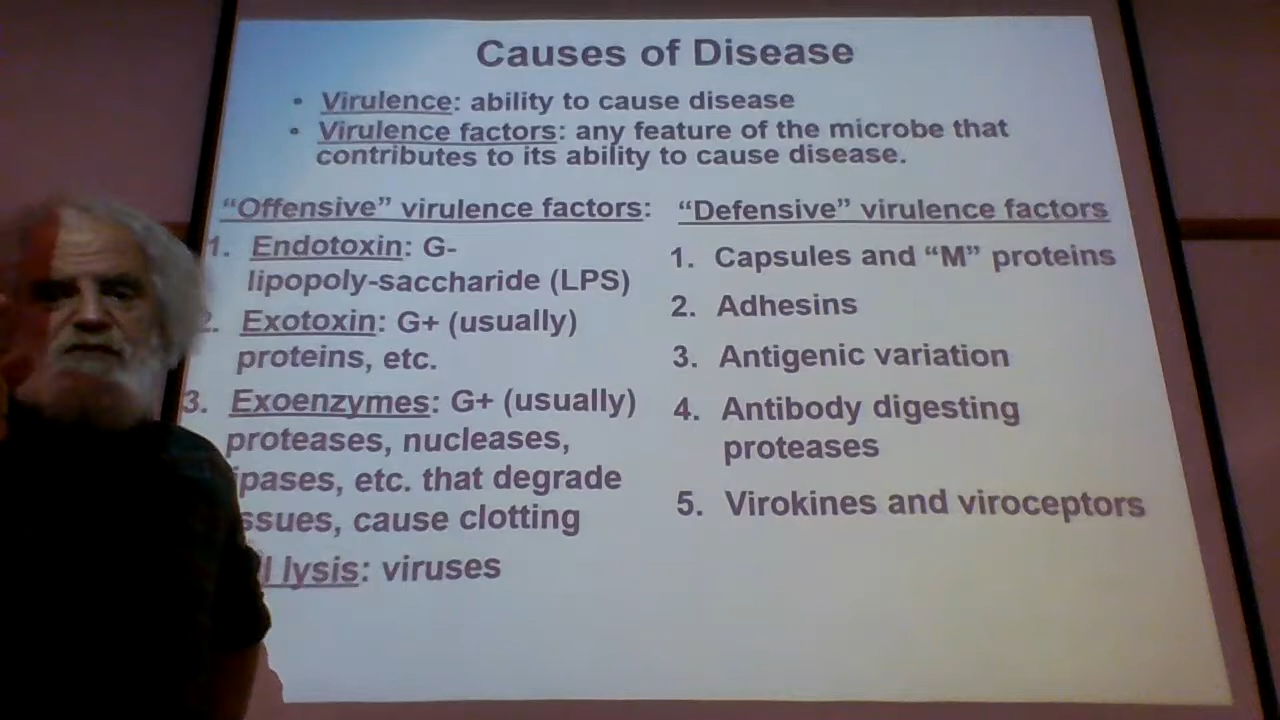 Causes of Disease
• Virulence: ability to cause disease
• Virulence factors: any feature of the microbe that
contributes to its ability to cause disease.
“Offensive” virulence factors:
1. Endotoxin: G-
lipopoly-saccharide (LPS)
2. Exotoxin: G+ (usually)
proteins, etc.
3. Exoenzymes: G+ (usually)
proteases, nucleases,
etc. that degrade
cause clotting
lysis: viruses
“Defensive” virulence factors
1. Capsules and “M” proteins
2. Adhesins
3. Antigenic variation
4. Antibody digesting
proteases
5. Virokines and viroceptors